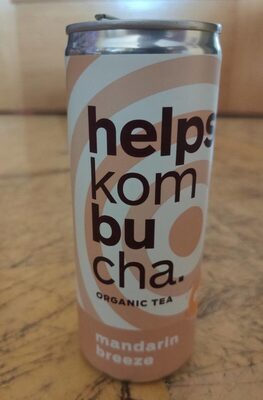 helps
kom
bu
cha.
ORGANIC TEA
mandarin
breeze